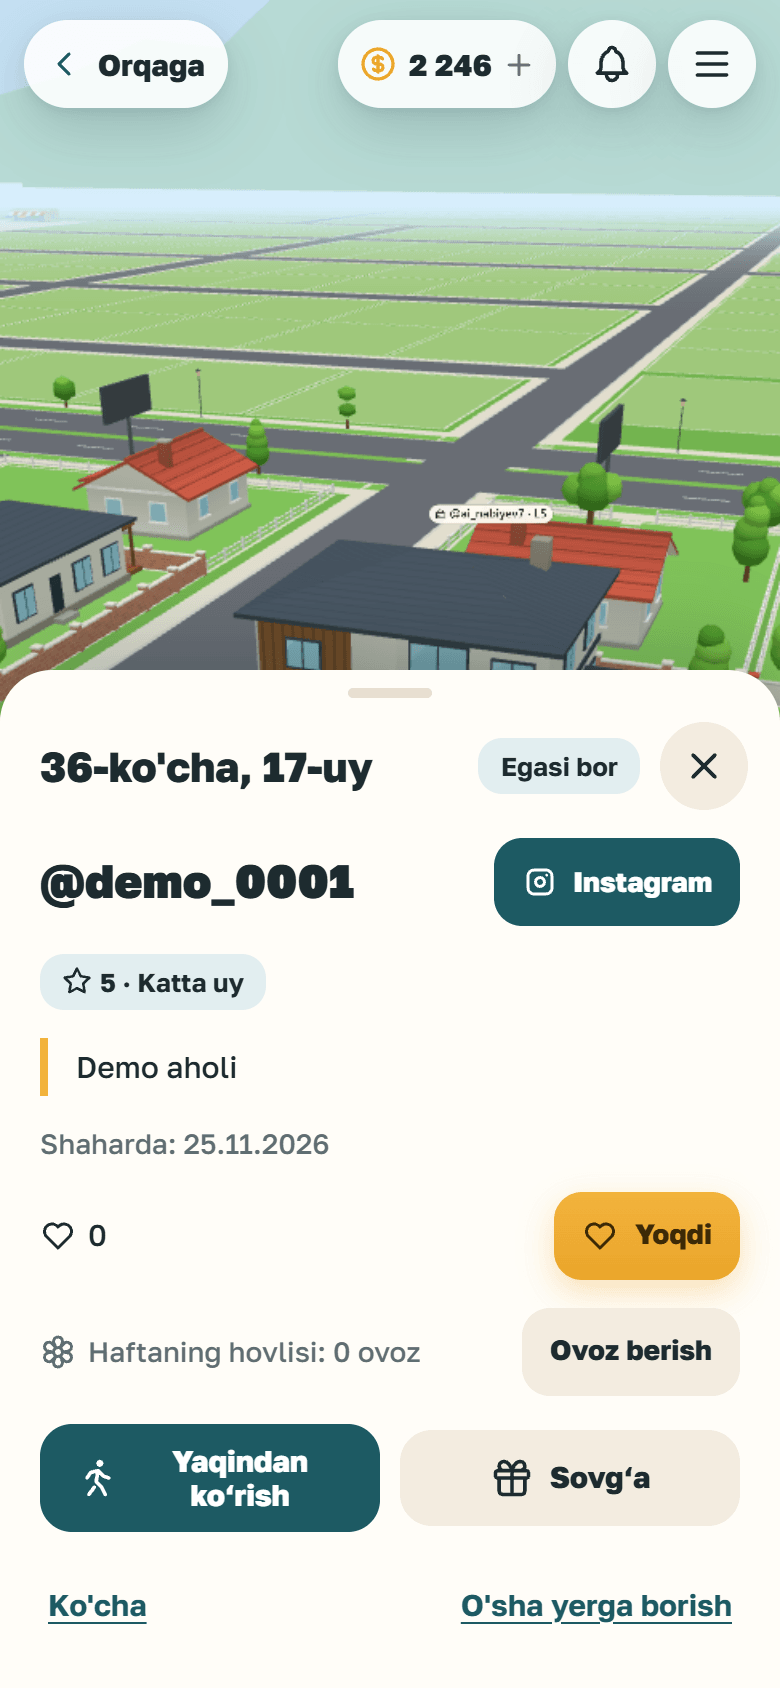 Orqaga
2 246
@ai_nabiyev7 · L5
36-ko'cha, 17-uy
Egasi bor
@demo_0001
Instagram
5 · Katta uy
Demo aholi
Shaharda: 25.11.2026
0
Yoqdi
Haftaning hovlisi: 0 ovoz
Ovoz berish
Yaqindan
ko‘rish
Sovg‘a
Ko'cha
O'sha yerga borish